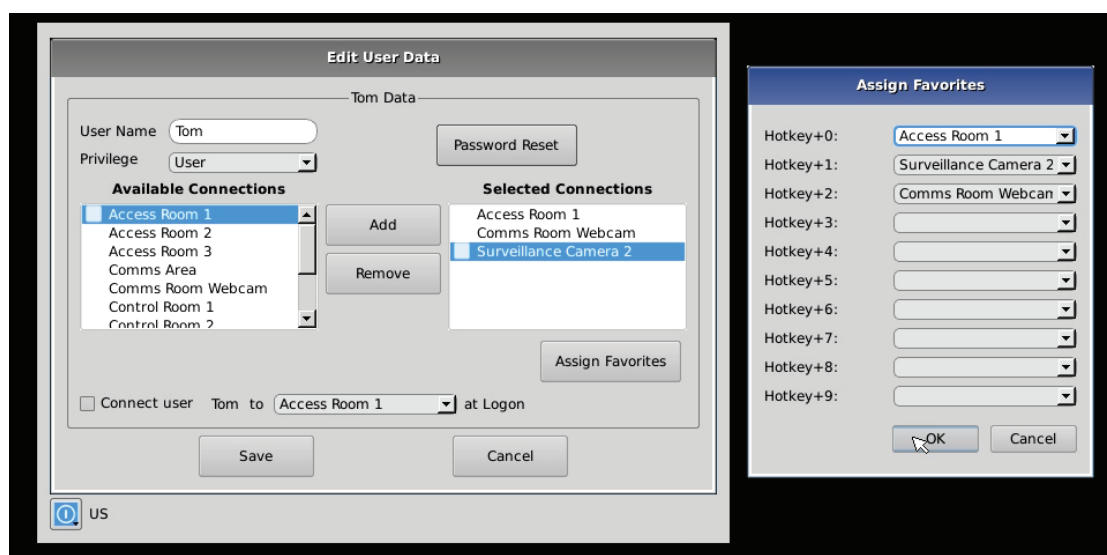 Edit User Data
Tom Data
User Name Tom
Password Reset
Privilege User
Available Connections
Access Room 1
Access Room 2
Access Room 3
Comms Area
Comms Room Webcam
Control Room 1
Control Room 2
Add
Remove
Selected Connections
Access Room 1
Comms Room Webcam
Surveillance Camera 2
Assign Favorites
Connect user Tom to Access Room 1 at Logon
Save Cancel
US
Assign Favorites
Hotkey+0: Access Room 1
Hotkey+1: Surveillance Camera 2
Hotkey+2: Comms Room Webcan
Hotkey+3:
Hotkey+4:
Hotkey+5:
Hotkey+6:
Hotkey+7:
Hotkey+8:
Hotkey+9:
OK Cancel